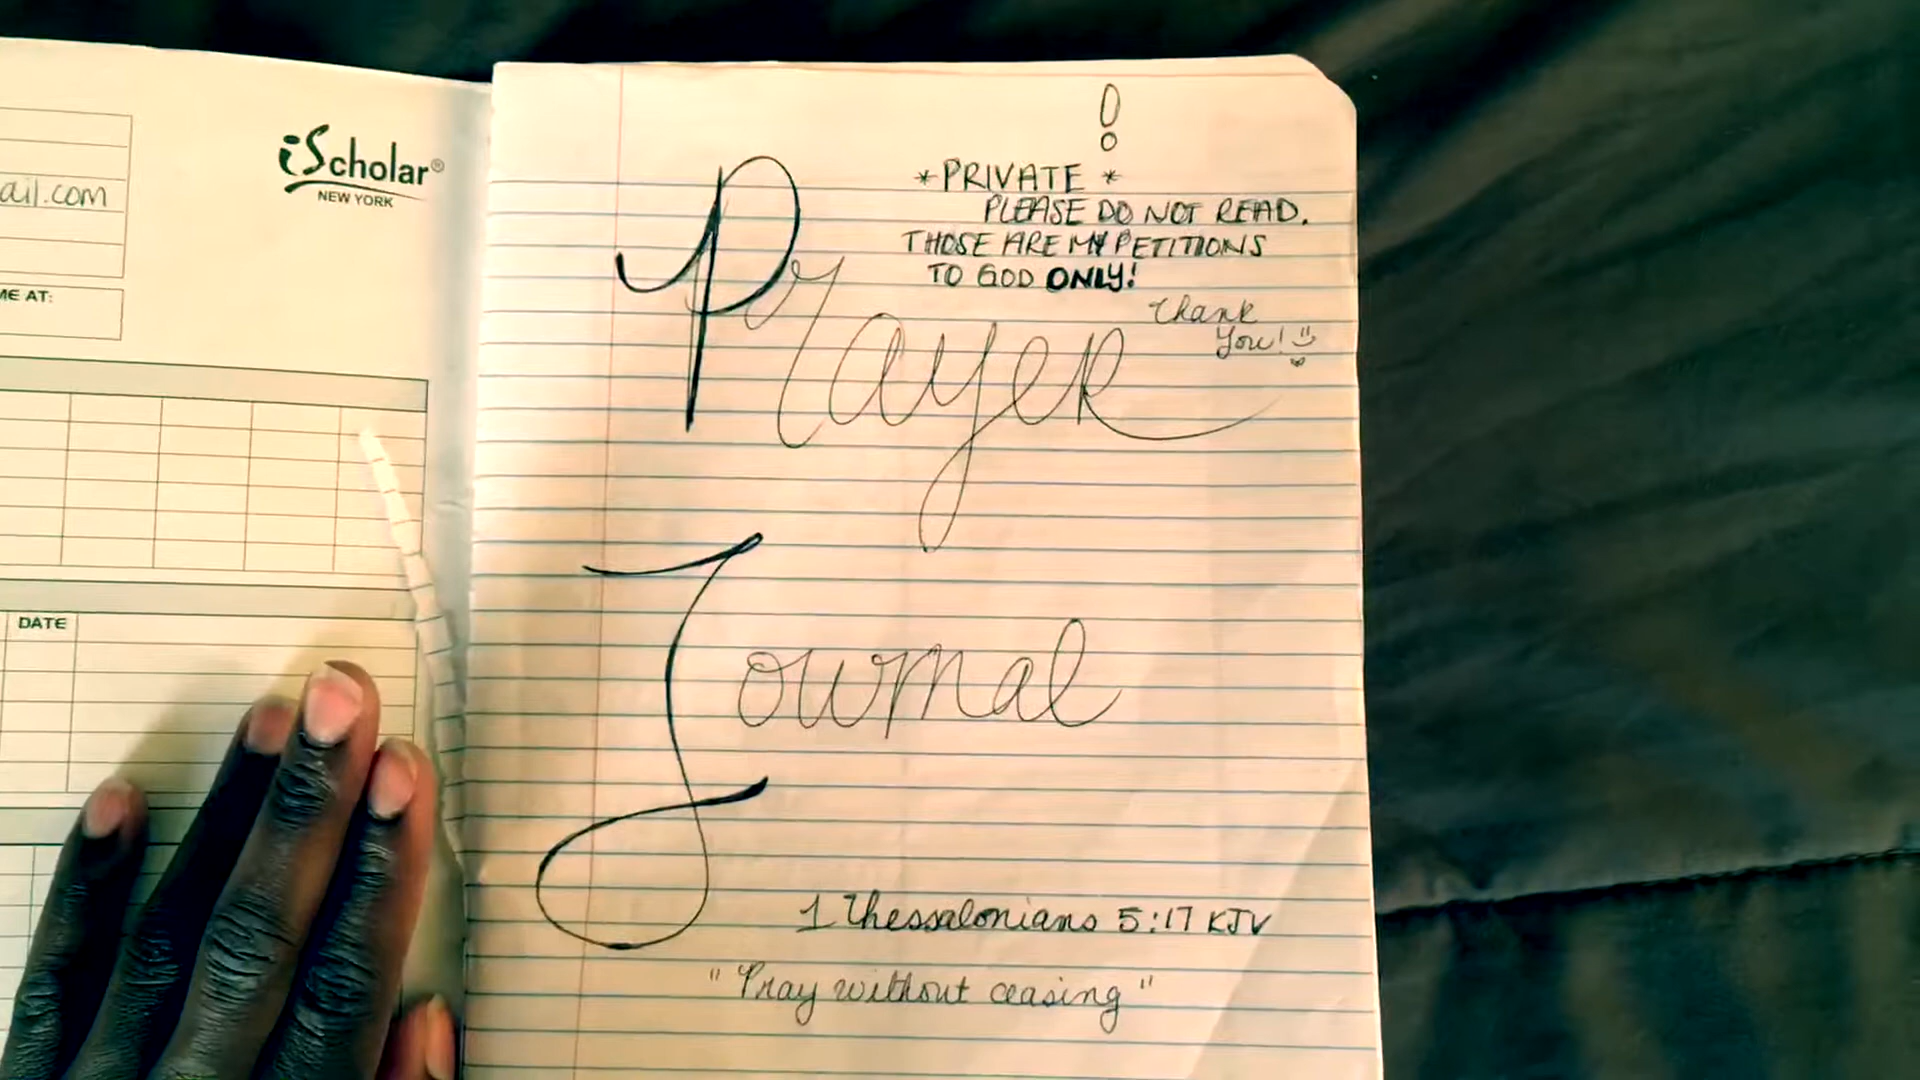 ail.com
ME AT:
DATE
iScholar®
NEW YORK
!
*PRIVATE *
PLEASE DO NOT READ.
THOSE ARE MY PETITIONS
TO GOD ONLY!
Thank
You!
Prayer
Journal
1 Thessalonians 5:17 KJV
"Pray without ceasing"